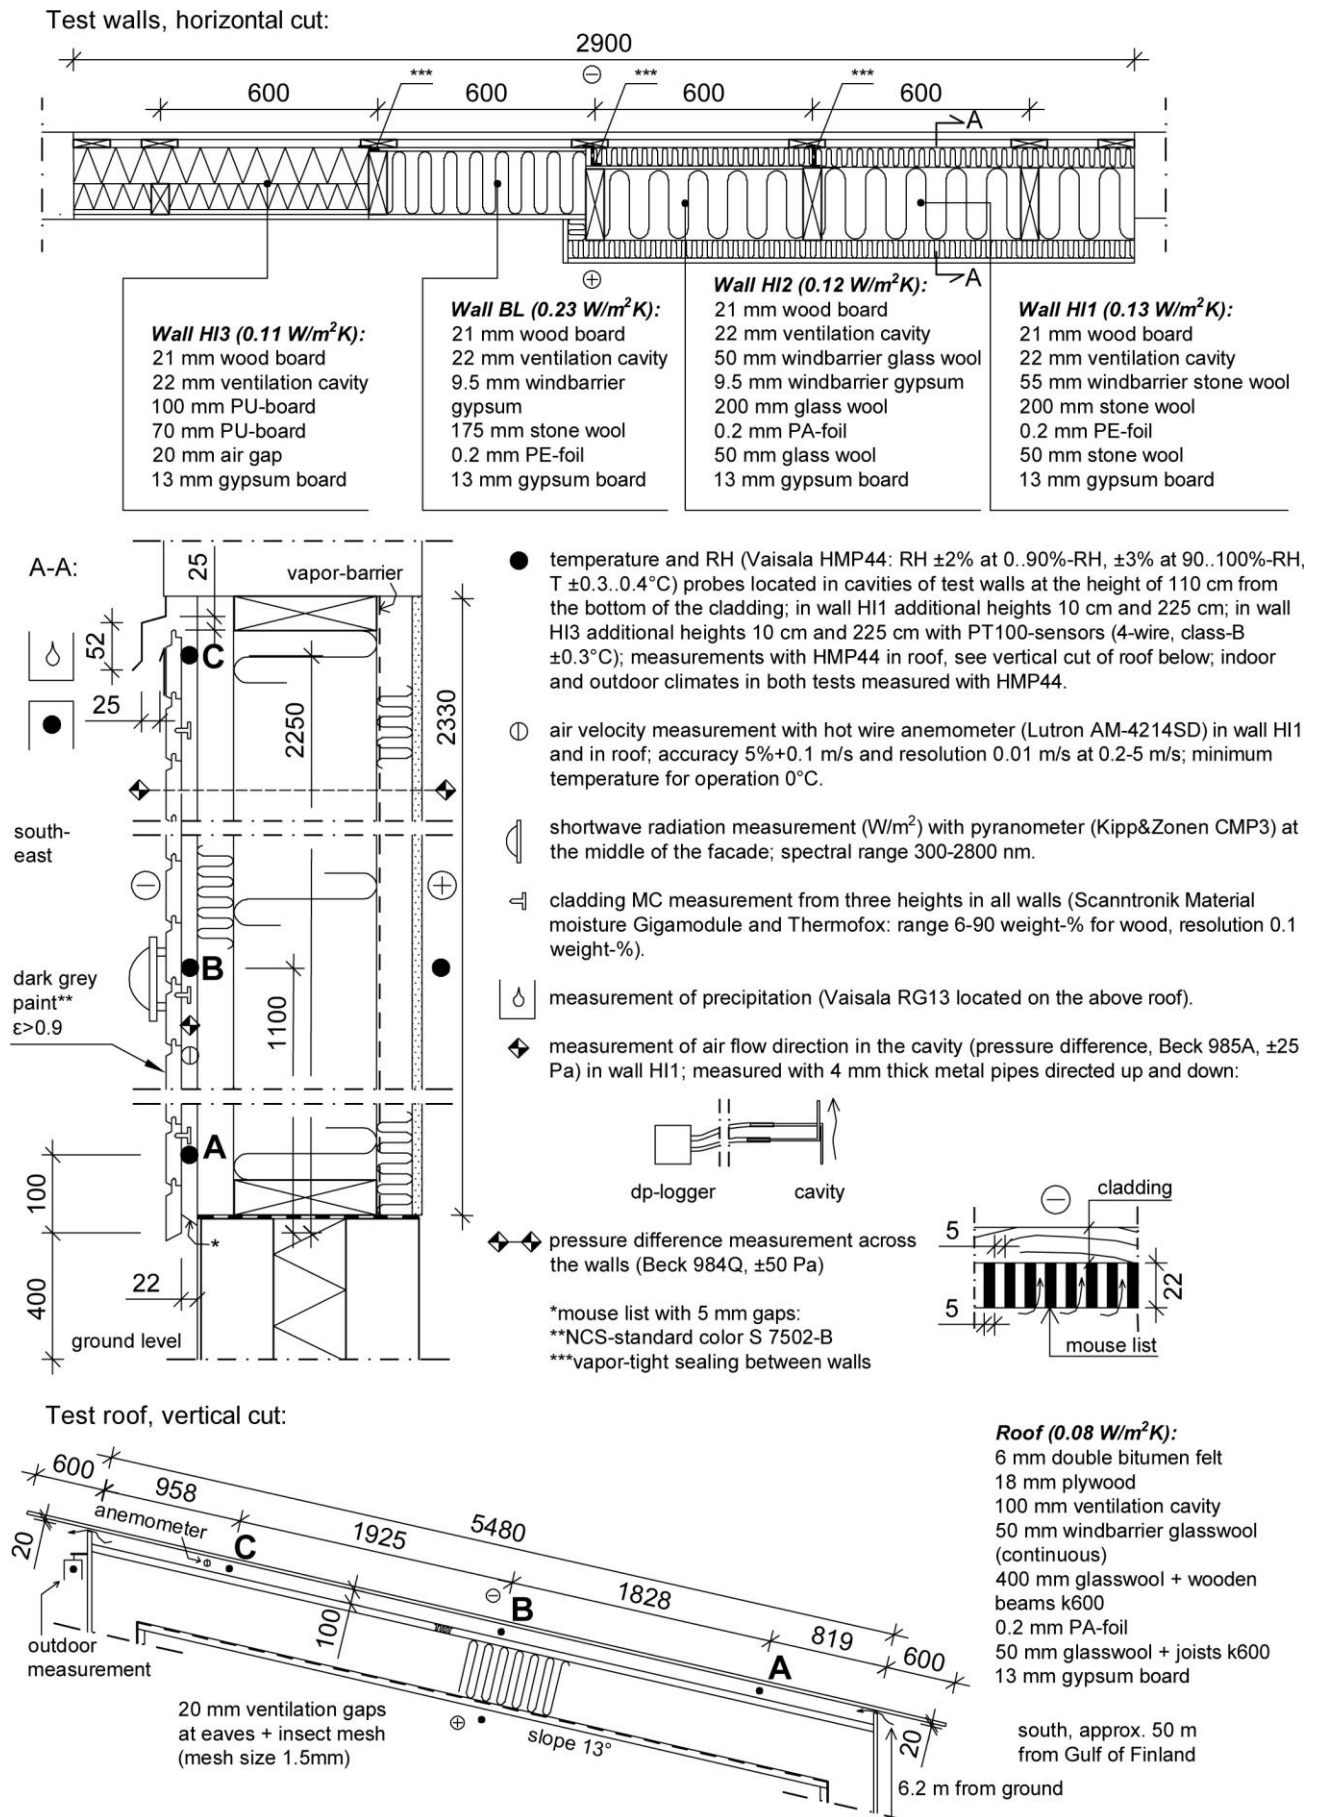 Test walls, horizontal cut:
2900
***
***
***
600
600
600
600
A
A
Wall HI3 (0.11 W/m²K):
21 mm wood board
22 mm ventilation cavity
100 mm PU-board
70 mm PU-board
20 mm air gap
13 mm gypsum board
Wall BL (0.23 W/m²K):
21 mm wood board
22 mm ventilation cavity
9.5 mm windbarrier
gypsum
175 mm stone wool
0.2 mm PE-foil
13 mm gypsum board
Wall HI2 (0.12 W/m²K):
21 mm wood board
22 mm ventilation cavity
50 mm windbarrier glass wool
9.5 mm windbarrier gypsum
200 mm glass wool
0.2 mm PA-foil
50 mm glass wool
13 mm gypsum board
Wall HI1 (0.13 W/m²K):
21 mm wood board
22 mm ventilation cavity
55 mm windbarrier stone wool
200 mm stone wool
0.2 mm PE-foil
50 mm stone wool
13 mm gypsum board
A-A:
25
vapor-barrier
52
C
25
2250
2330
south-
east
B
dark grey
paint**
ε>0.9
1100
A
100
*
22
400
ground level
temperature and RH (Vaisala HMP44: RH ±2% at 0..90%-RH, ±3% at 90..100%-RH,
T ±0.3..0.4°C) probes located in cavities of test walls at the height of 110 cm from
the bottom of the cladding; in wall HI1 additional heights 10 cm and 225 cm; in wall
HI3 additional heights 10 cm and 225 cm with PT100-sensors (4-wire, class-B
±0.3°C); measurements with HMP44 in roof, see vertical cut of roof below; indoor
and outdoor climates in both tests measured with HMP44.
air velocity measurement with hot wire anemometer (Lutron AM-4214SD) in wall HI1
and in roof; accuracy 5%+0.1 m/s and resolution 0.01 m/s at 0.2-5 m/s; minimum
temperature for operation 0°C.
shortwave radiation measurement (W/m²) with pyranometer (Kipp&Zonen CMP3) at
the middle of the facade; spectral range 300-2800 nm.
cladding MC measurement from three heights in all walls (Scanntronik Material
moisture Gigamodule and Thermofox: range 6-90 weight-% for wood, resolution 0.1
weight-%).
measurement of precipitation (Vaisala RG13 located on the above roof).
measurement of air flow direction in the cavity (pressure difference, Beck 985A, ±25
Pa) in wall HI1; measured with 4 mm thick metal pipes directed up and down:
dp-logger
cavity
pressure difference measurement across
the walls (Beck 984Q, ±50 Pa)
*mouse list with 5 mm gaps:
**NCS-standard color S 7502-B
***vapor-tight sealing between walls
cladding
5
22
5
mouse list
Test roof, vertical cut:
600
958
1925
5480
1828
819
600
20
anemometer
C
B
A
100
20
outdoor
measurement
20 mm ventilation gaps
at eaves + insect mesh
(mesh size 1.5mm)
slope 13°
6.2 m from ground
Roof (0.08 W/m²K):
6 mm double bitumen felt
18 mm plywood
100 mm ventilation cavity
50 mm windbarrier glasswool
(continuous)
400 mm glasswool + wooden
beams k600
0.2 mm PA-foil
50 mm glasswool + joists k600
13 mm gypsum board
south, approx. 50 m
from Gulf of Finland